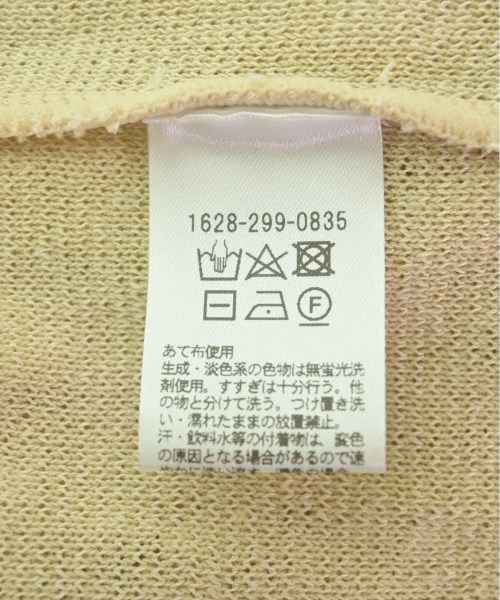 1628-299-0835
F
あて布使用
生成・淡色系の色物は無蛍光洗
剤使用。すすぎは十分行う。他
の物と分けて洗う。つけ置き洗
い・濡れたままの放置禁止。
汗・飲料水等の付着物は、変色
の原因となる場合があるので速